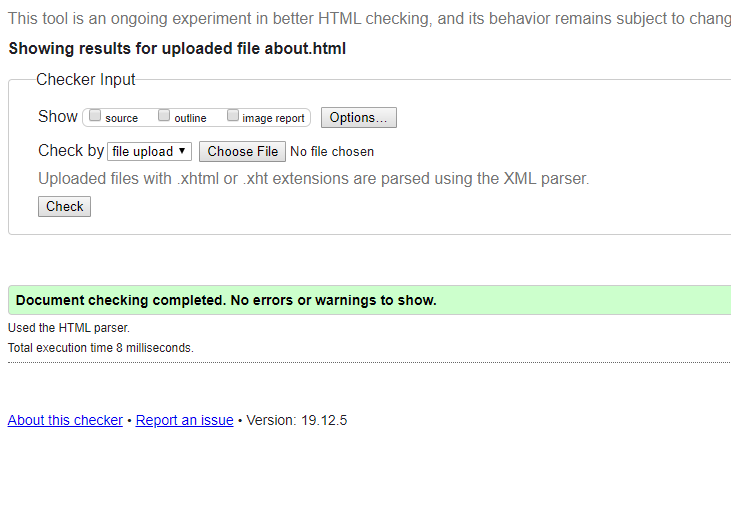 This tool is an ongoing experiment in better HTML checking, and its behavior remains subject to chang
Showing results for uploaded file about.html
Checker Input
Show source outline image report Options...
Check by file upload ▼ Choose File No file chosen
Uploaded files with .xhtml or .xht extensions are parsed using the XML parser.
Check
Document checking completed. No errors or warnings to show.
Used the HTML parser.
Total execution time 8 milliseconds.
About this checker • Report an issue • Version: 19.12.5